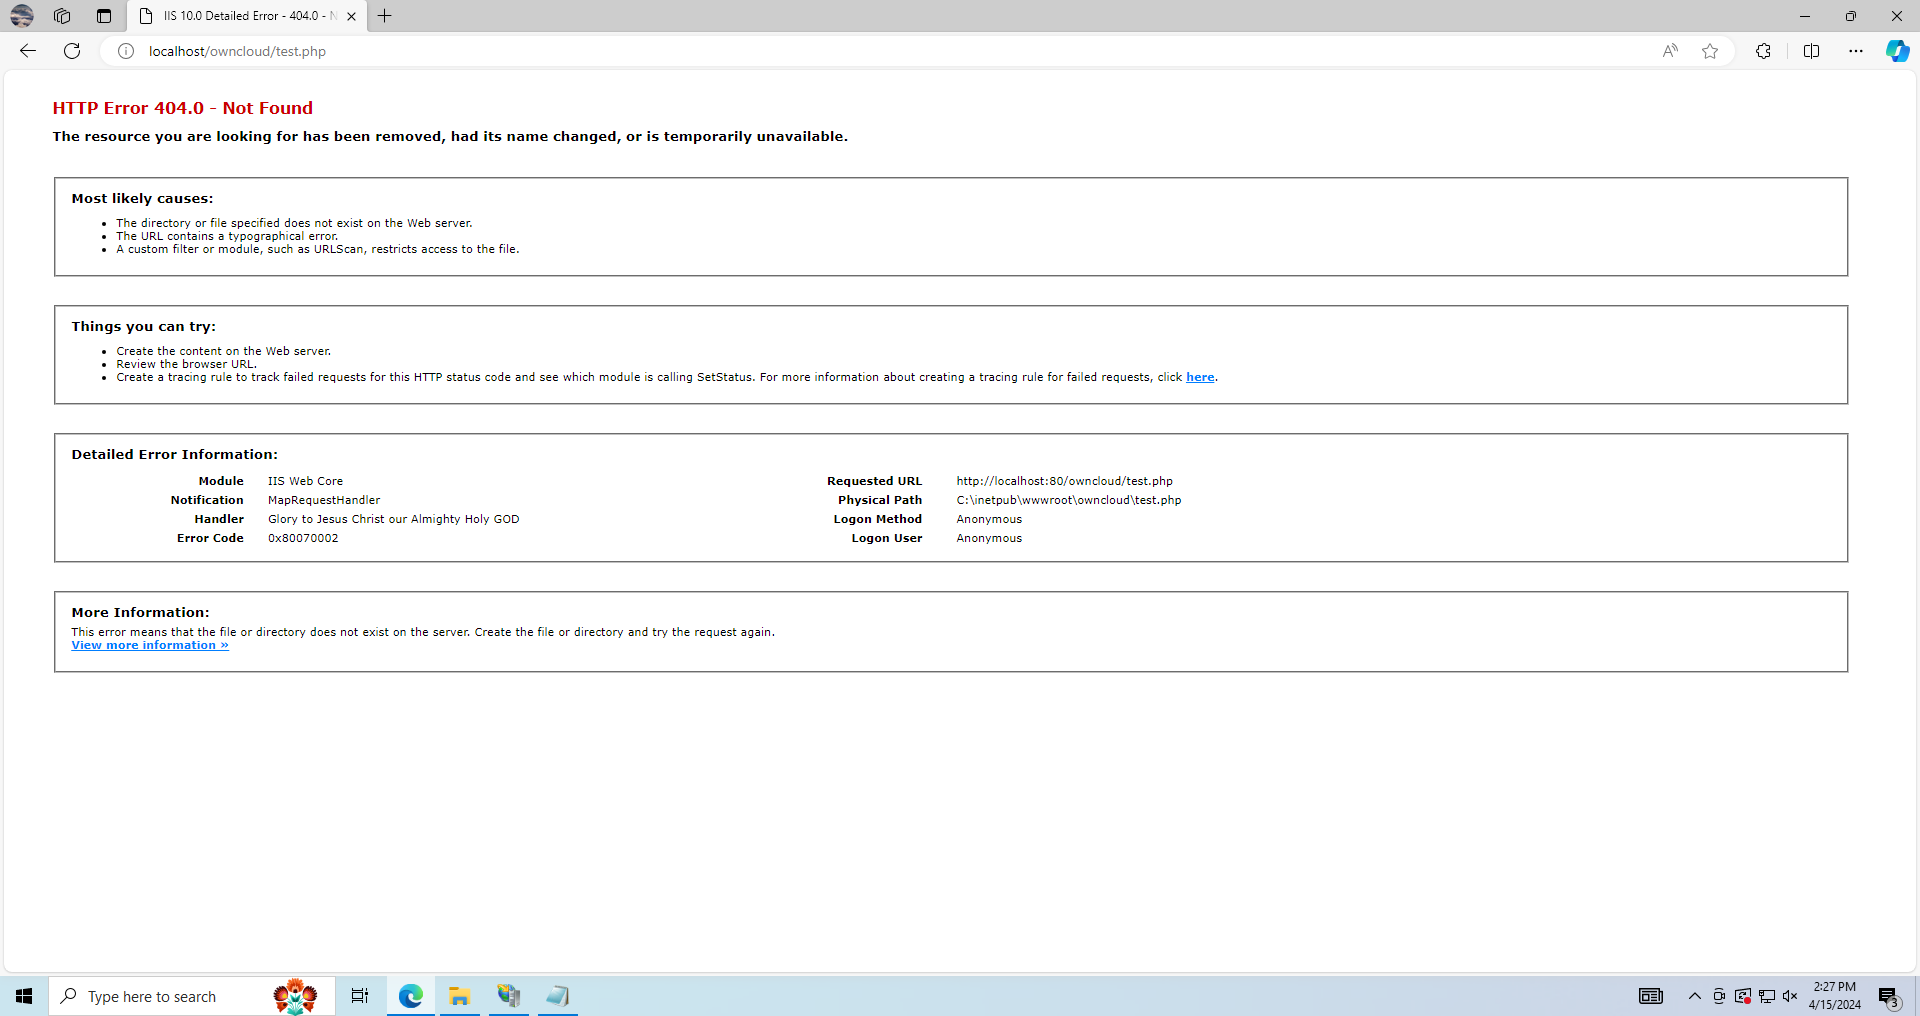 IIS 10.0 Detailed Error - 404.0 - N
localhost/owncloud/test.php
HTTP Error 404.0 - Not Found
The resource you are looking for has been removed, had its name changed, or is temporarily unavailable.
Most likely causes:
• The directory or file specified does not exist on the Web server.
• The URL contains a typographical error.
• A custom filter or module, such as URLScan, restricts access to the file.
Things you can try:
• Create the content on the Web server.
• Review the browser URL.
• Create a tracing rule to track failed requests for this HTTP status code and see which module is calling SetStatus. For more information about creating a tracing rule for failed requests, click here.
Detailed Error Information:
Module IIS Web Core
Notification MapRequestHandler
Handler Glory to Jesus Christ our Almighty Holy GOD
Error Code 0x80070002
Requested URL http://localhost:80/owncloud/test.php
Physical Path C:\inetpub\wwwroot\owncloud\test.php
Logon Method Anonymous
Logon User Anonymous
More Information:
This error means that the file or directory does not exist on the server. Create the file or directory and try the request again.
View more information »
Type here to search
2:27 PM
4/15/2024
3